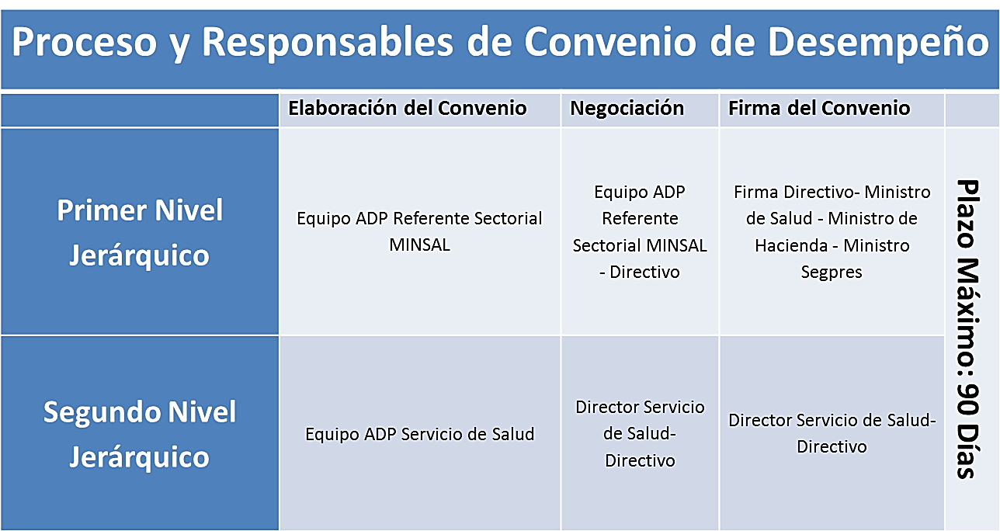 Proceso y Responsables de Convenio de Desempeño
Elaboración del Convenio
Negociación
Firma del Convenio
Primer Nivel
Jerárquico
Equipo ADP Referente Sectorial
MINSAL
Equipo ADP
Referente
Sectorial MINSAL
- Directivo
Firma Directivo- Ministro
de Salud - Ministro de
Hacienda - Ministro
Segpres
Segundo Nivel
Jerárquico
Equipo ADP Servicio de Salud
Director Servicio
de Salud-
Directivo
Director Servicio de Salud-
Directivo
Plazo Máximo: 90 Días